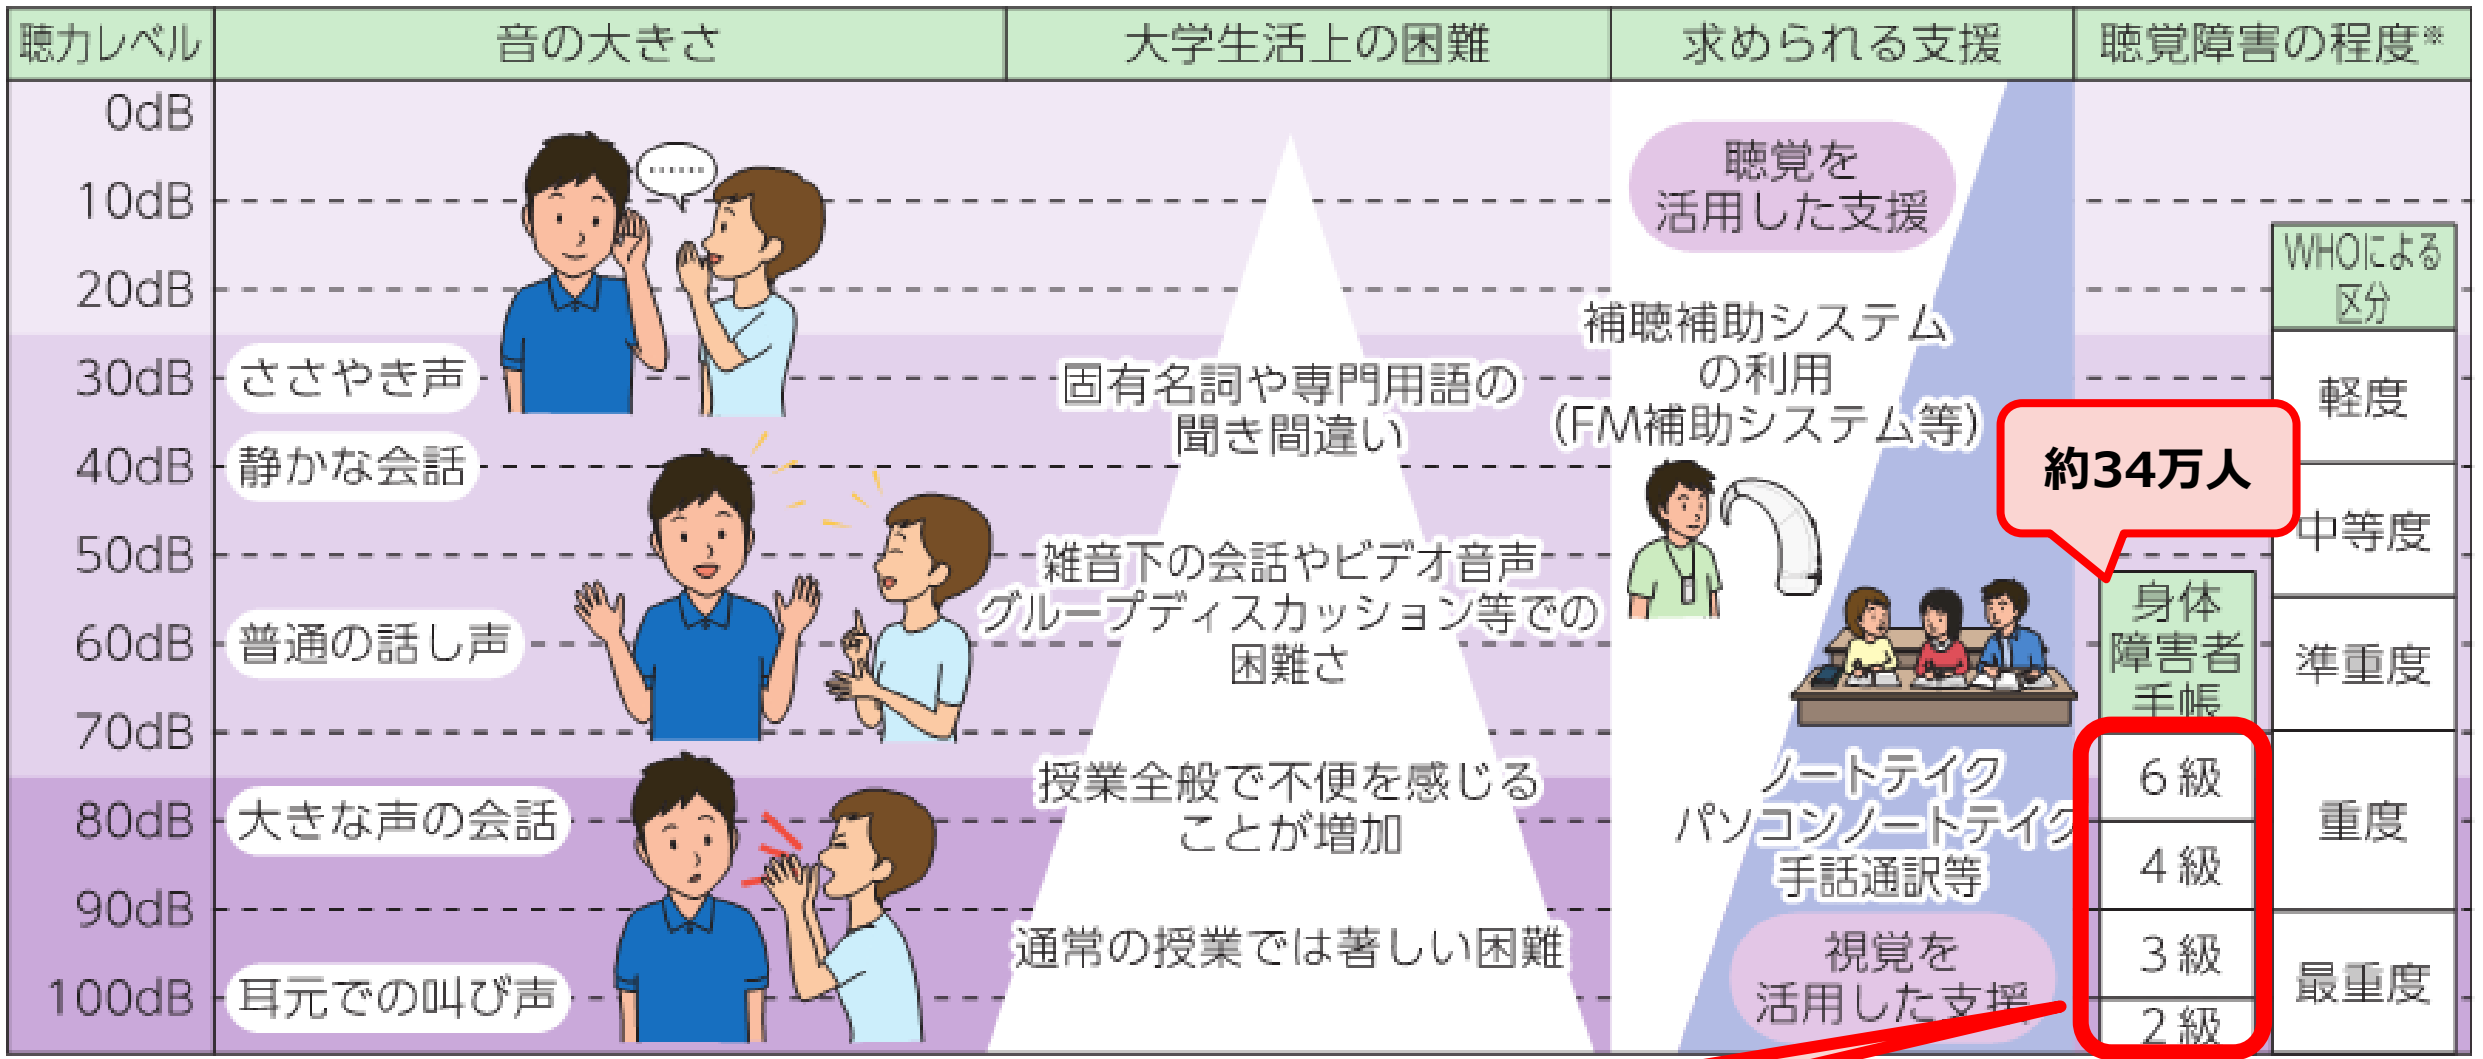 聴力レベル
音の大きさ
大学生活上の困難
求められる支援
聴覚障害の程度※
0dB
10dB
20dB
30dB
40dB
50dB
60dB
70dB
80dB
90dB
100dB
……
ささやき声
静かな会話
普通の話し声
大きな声の会話
耳元での叫び声
固有名詞や専門用語の
聞き間違い
雑音下の会話やビデオ音声
グループディスカッション等での
困難さ
授業全般で不便を感じる
ことが増加
通常の授業では著しい困難
聴覚を
活用した支援
補聴補助システム
の利用
(FM補助システム等)
ノートテイク
パソコンノートテイク
手話通訳等
視覚を
活用した支援
約34万人
身体
障害者
手帳
6級
4級
3級
2級
WHOによる
区分
軽度
中等度
準重度
重度
最重度